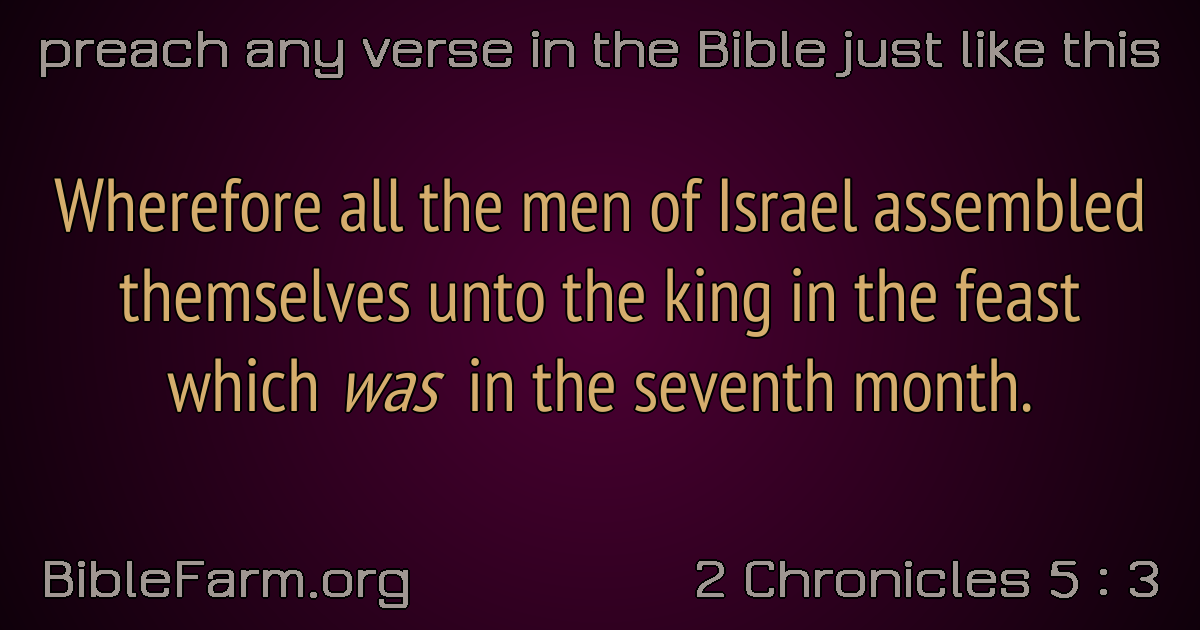 preach any verse in the Bible just like this
Wherefore all the men of Israel assembled
themselves unto the king in the feast
which was in the seventh month.
BibleFarm.org
2 Chronicles 5 : 3